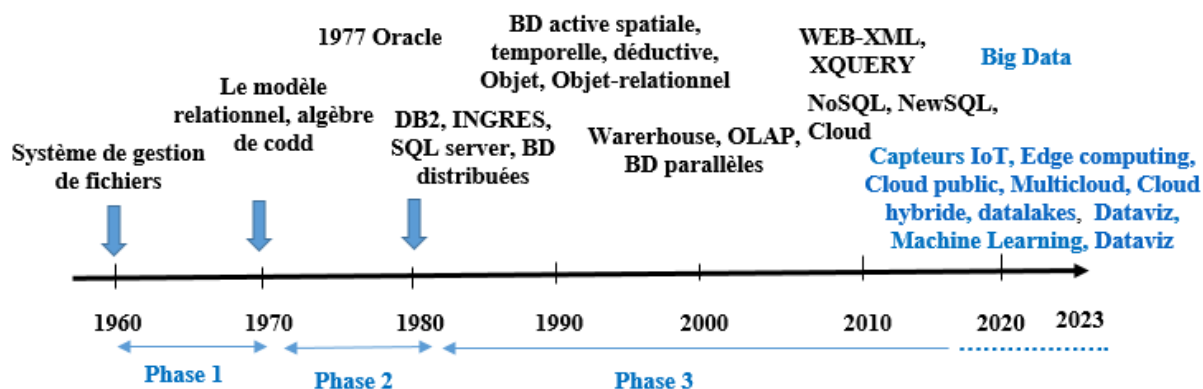 1977 Oracle
BD active spatiale,
temporelle, déductive,
Objet, Objet-relationnel
WEB-XML,
XQUERY
Big Data
Le modèle
relationnel, algèbre
de codd
DB2, INGRES,
SQL server, BD
distribuées
Warerhouse, OLAP,
BD parallèles
NoSQL, NewSQL,
Cloud
Système de gestion
de fichiers
Capteurs IoT, Edge computing,
Cloud public, Multicloud, Cloud
hybride, datalakes, Dataviz,
Machine Learning, Dataviz
1960
1970
1980
1990
2000
2010
2020
2023
Phase 1
Phase 2
Phase 3